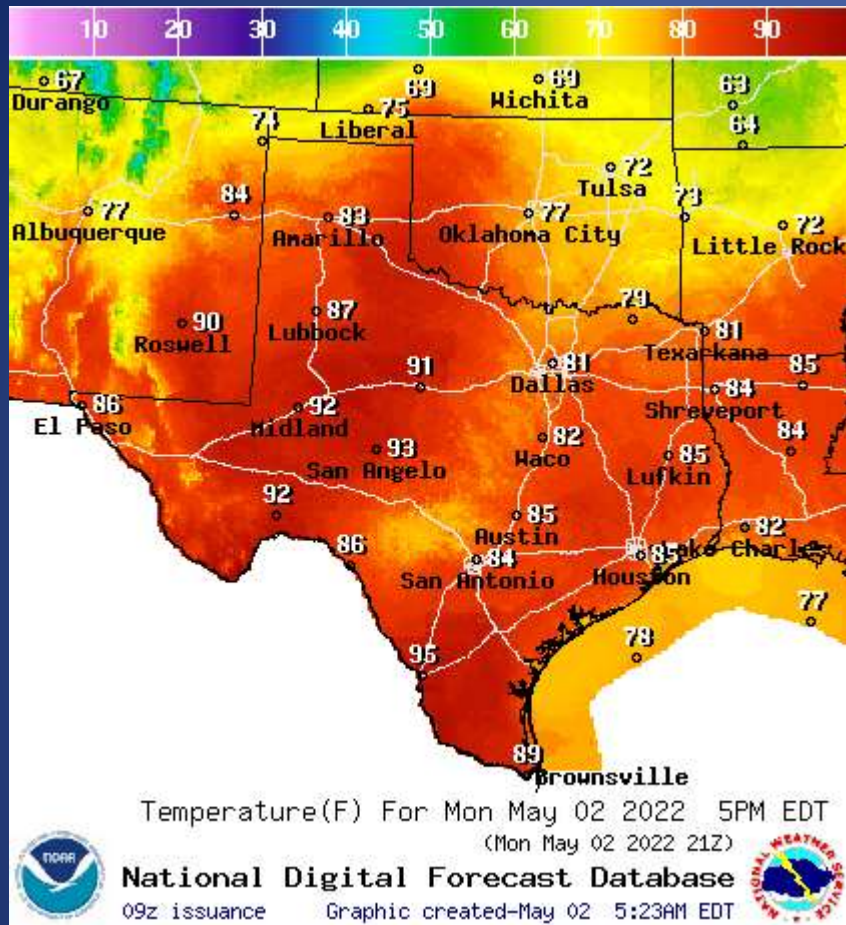 10 20 30 40 50 60 70 80 90
67
Durango
69
69
Wichita
63
75
Liberal
74
64
72
Tulsa
77
Albuquerque
84
83
Amarillo
77
Oklahoma City
73
72
Little Rock
90
Roswell
87
Lubbock
79
81
Texarkana
81
Dallas
91
85
84
Shreveport
86
El Paso
92
Midland
93
San Angelo
82
Waco
85
Lufkin
84
92
85
Austin
82
Lake Charles
86
84
San Antonio
85
Houston
77
78
95
89
Brownsville
Temperature(F) For Mon May 02 2022 5PM EDT
(Mon May 02 2022 21Z)
National Digital Forecast Database
09z issuance Graphic created-May 02 5:23AM EDT
NOAA
NATIONAL WEATHER SERVICE